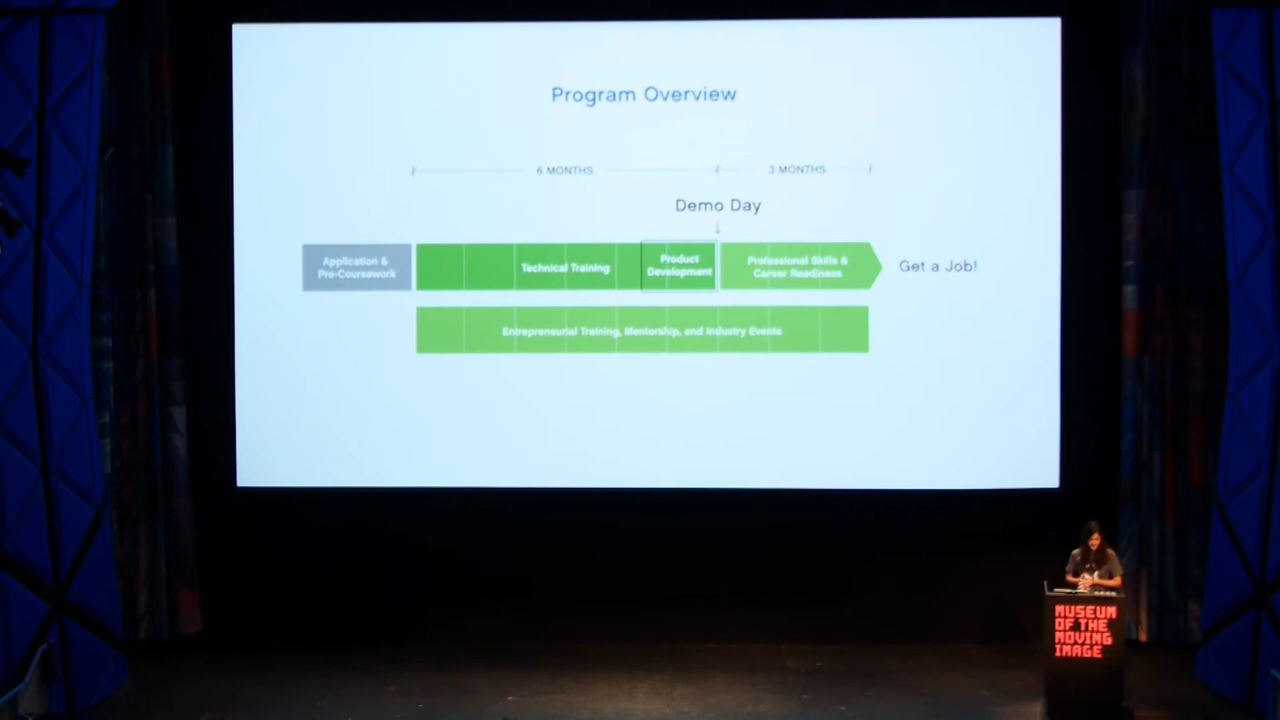 Program Overview
6 MONTHS
3 MONTHS
Demo Day
Application &
Pre-Coursework
Technical Training
Product
Development
Professional Skills &
Career Readiness
Get a Job!
Entrepreneurial Training, Mentorship, and Industry Events
MUSEUM
OF THE
MOVING
IMAGE